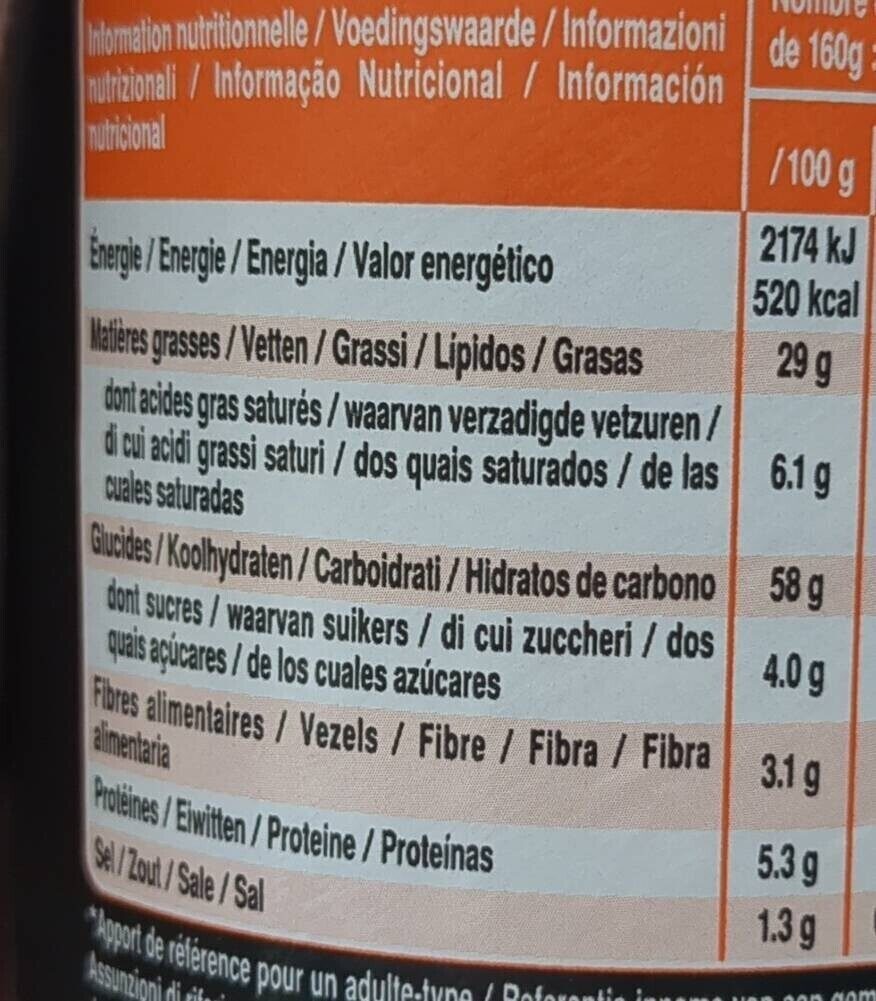 Information nutritionnelle / Voedingswaarde / Informazioni
nutrizionali / Informação Nutricional / Información
nutricional
Nombre
de 160g :
/ 100 g
Énergie / Energie / Energia / Valor energético
2174 kJ
520 kcal
Matières grasses / Vetten / Grassi / Lípidos / Grasas
29 g
dont acides gras saturés / waarvan verzadigde vetzuren /
di cui acidi grassi saturi / dos quais saturados / de las
cuales saturadas
6.1 g
Glucides / Koolhydraten / Carboidrati / Hidratos de carbono
58 g
dont sucres / waarvan suikers / di cui zuccheri / dos
quais açúcares / de los cuales azúcares
4.0 g
Fibres alimentaires / Vezels / Fibre / Fibra / Fibra
alimentaria
3.1 g
Protéines / Eiwitten / Proteine / Proteínas
5.3 g
Sel / Zout / Sale / Sal
1.3 g
*Apport de référence pour un adulte-type /
Assunzioni di